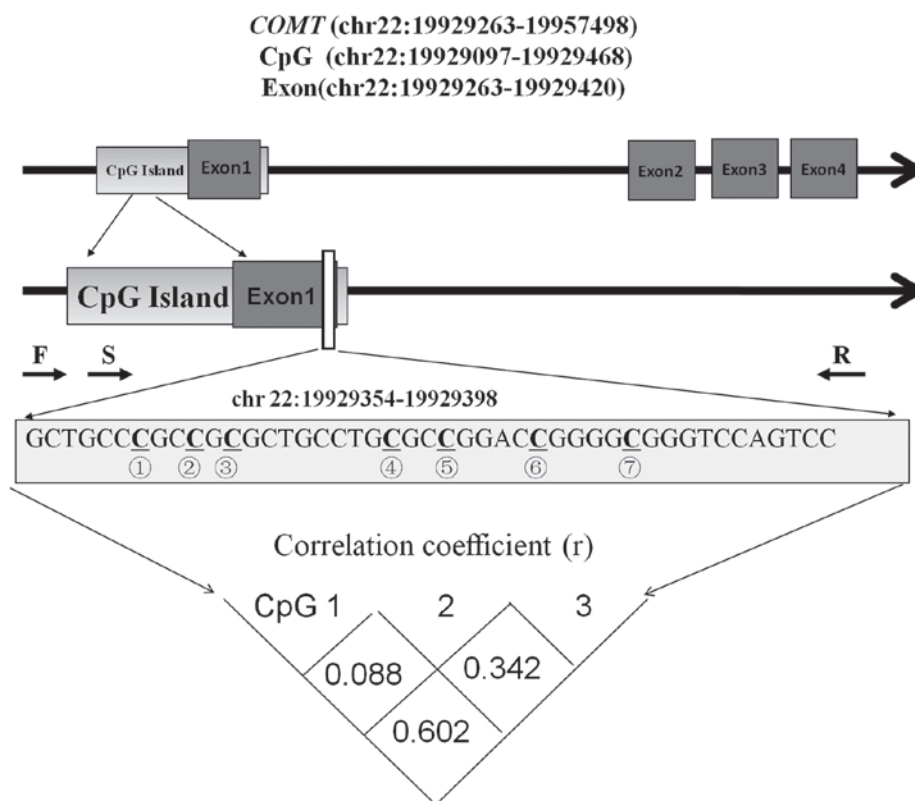 COMT (chr22:19929263-19957498)
CpG (chr22:19929097-19929468)
Exon(chr22:19929263-19929420)
CpG Island Exon1 Exon2 Exon3 Exon4
CpG Island Exon1
F S R
chr 22:19929354-19929398
GCTGCCCGCCGCGCTGCCTGCGCCGGACCGGGGCGGGTCCAGTCC
① ② ③ ④ ⑤ ⑥ ⑦
Correlation coefficient (r)
CpG 1 2 3
0.088 0.342
0.602